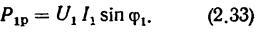 P₁ₚ = U₁ I₁ sin φ₁. (2.33)